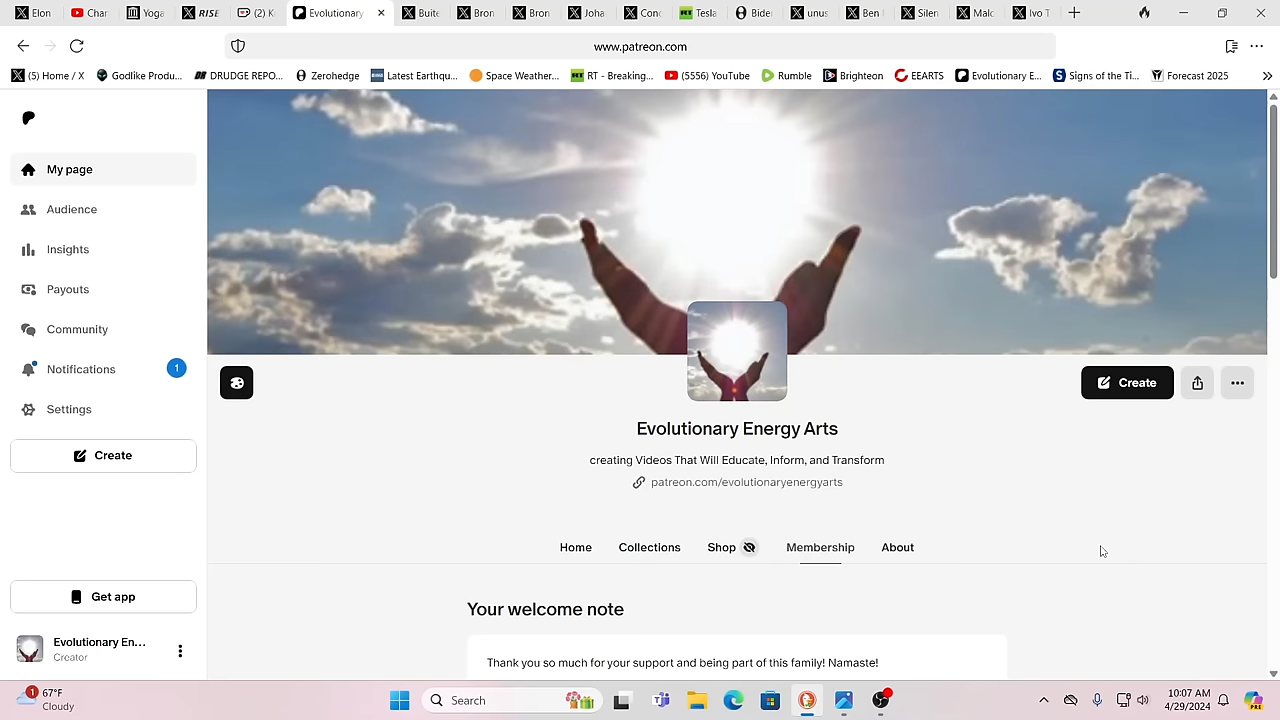 Elon
Char
Yoga
RISE
(2) K
Evolutionary
Bron
Bron
Joha
Conc
Tesla
Bide
unus
Ben
Silen
Malc
Ivo T
www.patreon.com
(5) Home / X
Godlike Produ...
DRUDGE REPO...
Zerohedge
Latest Earthqu...
Space Weather...
RT - Breaking...
(5556) YouTube
Rumble
Brighteon
EEARTS
Evolutionary E...
Signs of the Ti...
Forecast 2025
My page
Audience
Insights
Payouts
Community
Notifications 1
Settings
Create
Get app
Evolutionary En...
Creator
Create
Evolutionary Energy Arts
creating Videos That Will Educate, Inform, and Transform
patreon.com/evolutionaryenergyarts
Home Collections Shop Membership About
Your welcome note
Thank you so much for your support and being part of this family! Namaste!
1
67°F
Cloudy
Search
10:07 AM
4/29/2024